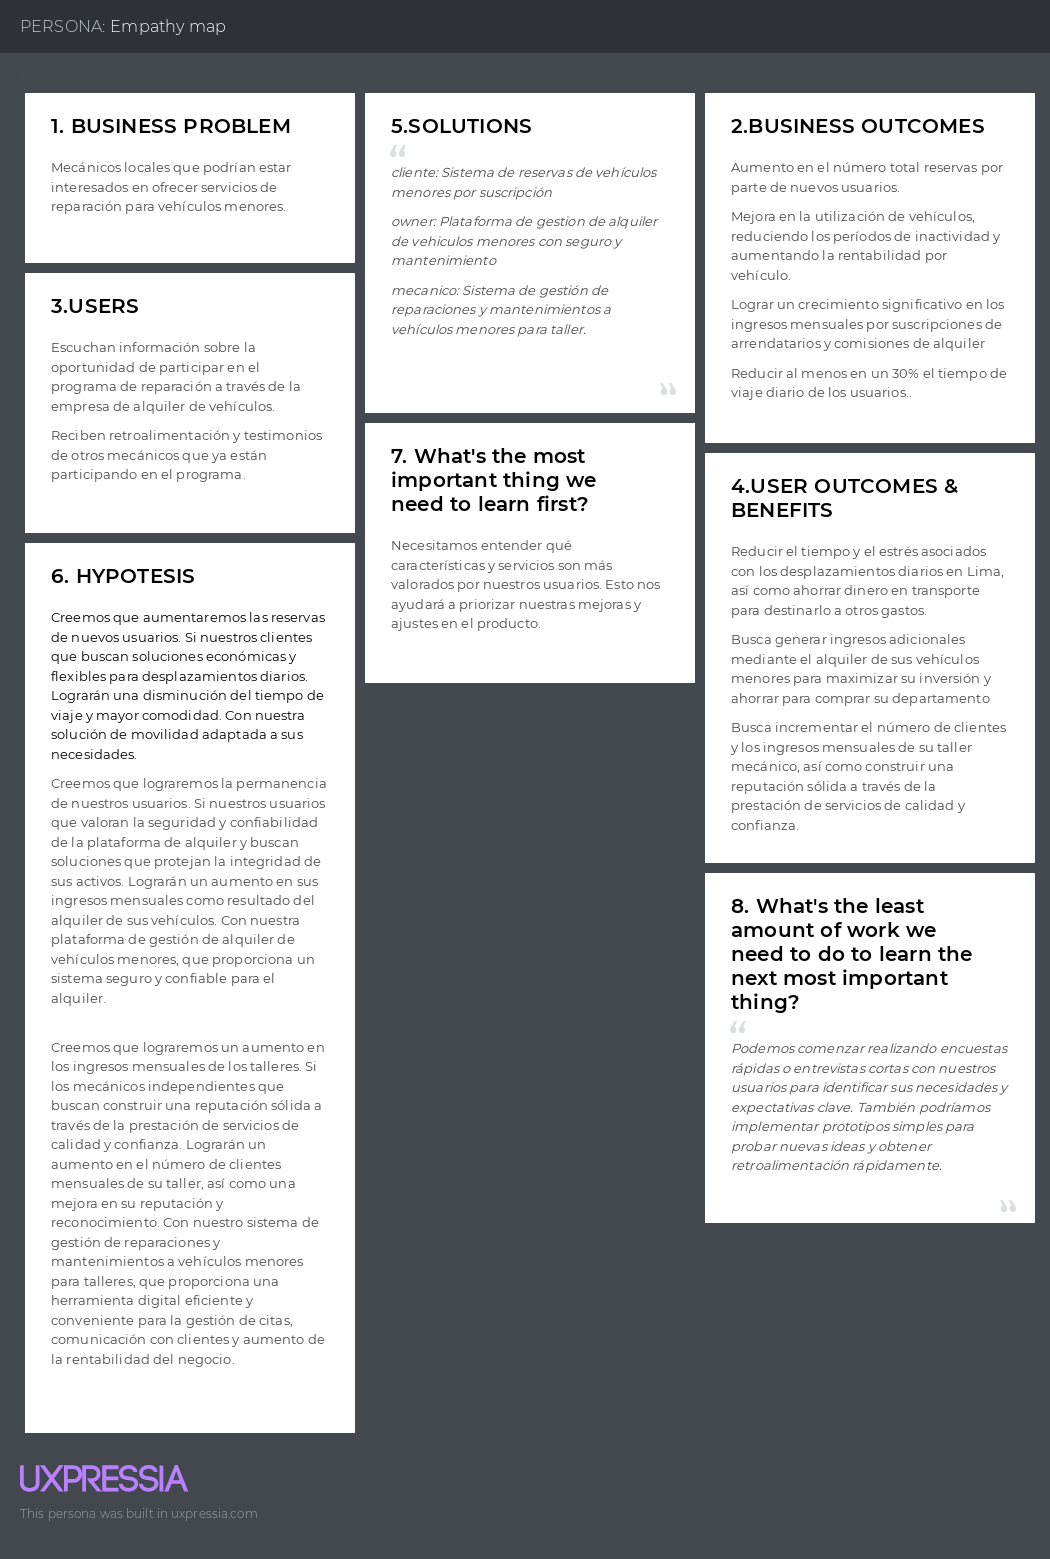 PERSONA: Empathy map
1. BUSINESS PROBLEM
Mecánicos locales que podrían estar
interesados en ofrecer servicios de
reparación para vehículos menores.
3.USERS
Escuchan información sobre la
oportunidad de participar en el
programa de reparación a través de la
empresa de alquiler de vehículos.
Reciben retroalimentación y testimonios
de otros mecánicos que ya están
participando en el programa.
6. HYPOTESIS
Creemos que aumentaremos las reservas
de nuevos usuarios. Si nuestros clientes
que buscan soluciones económicas y
flexibles para desplazamientos diarios.
Lograrán una disminución del tiempo de
viaje y mayor comodidad. Con nuestra
solución de movilidad adaptada a sus
necesidades.
Creemos que lograremos la permanencia
de nuestros usuarios. Si nuestros usuarios
que valoran la seguridad y confiabilidad
de la plataforma de alquiler y buscan
soluciones que protejan la integridad de
sus activos. Lograrán un aumento en sus
ingresos mensuales como resultado del
alquiler de sus vehículos. Con nuestra
plataforma de gestión de alquiler de
vehículos menores, que proporciona un
sistema seguro y confiable para el
alquiler.
Creemos que lograremos un aumento en
los ingresos mensuales de los talleres. Si
los mecánicos independientes que
buscan construir una reputación sólida a
través de la prestación de servicios de
calidad y confianza. Lograrán un
aumento en el número de clientes
mensuales de su taller, así como una
mejora en su reputación y
reconocimiento. Con nuestro sistema de
gestión de reparaciones y
mantenimientos a vehículos menores
para talleres, que proporciona una
herramienta digital eficiente y
conveniente para la gestión de citas,
comunicación con clientes y aumento de
la rentabilidad del negocio.
5.SOLUTIONS
“
cliente: Sistema de reservas de vehículos
menores por suscripción
owner: Plataforma de gestion de alquiler
de vehiculos menores con seguro y
mantenimiento
mecanico: Sistema de gestión de
reparaciones y mantenimientos a
vehículos menores para taller.
”
7. What's the most
important thing we
need to learn first?
Necesitamos entender qué
características y servicios son más
valorados por nuestros usuarios. Esto nos
ayudará a priorizar nuestras mejoras y
ajustes en el producto.
2.BUSINESS OUTCOMES
Aumento en el número total reservas por
parte de nuevos usuarios.
Mejora en la utilización de vehículos,
reduciendo los períodos de inactividad y
aumentando la rentabilidad por
vehículo.
Lograr un crecimiento significativo en los
ingresos mensuales por suscripciones de
arrendatarios y comisiones de alquiler
Reducir al menos en un 30% el tiempo de
viaje diario de los usuarios..
4.USER OUTCOMES &
BENEFITS
Reducir el tiempo y el estrés asociados
con los desplazamientos diarios en Lima,
así como ahorrar dinero en transporte
para destinarlo a otros gastos.
Busca generar ingresos adicionales
mediante el alquiler de sus vehículos
menores para maximizar su inversión y
ahorrar para comprar su departamento
Busca incrementar el número de clientes
y los ingresos mensuales de su taller
mecánico, así como construir una
reputación sólida a través de la
prestación de servicios de calidad y
confianza.
8. What's the least
amount of work we
need to do to learn the
next most important
thing?
“
Podemos comenzar realizando encuestas
rápidas o entrevistas cortas con nuestros
usuarios para identificar sus necesidades y
expectativas clave. También podríamos
implementar prototipos simples para
probar nuevas ideas y obtener
retroalimentación rápidamente.
”
UXPRESSIA
This persona was built in uxpressia.com